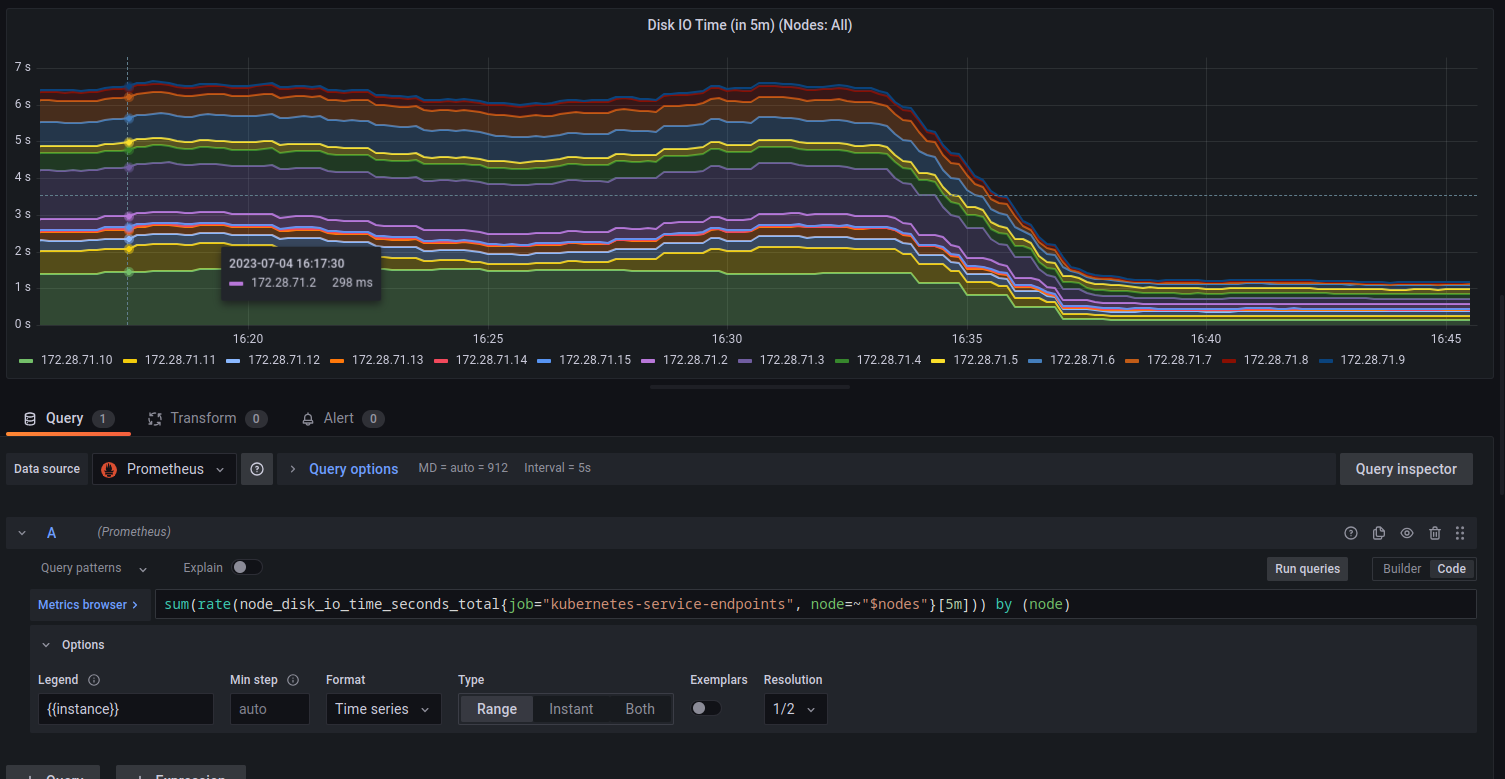 Disk IO Time (in 5m) (Nodes: All)
7 s
6 s
5 s
4 s
3 s
2 s
1 s
0 s
2023-07-04 16:17:30
172.28.71.2 298 ms
16:20 16:25 16:30 16:35 16:40 16:45
172.28.71.10 172.28.71.11 172.28.71.12 172.28.71.13 172.28.71.14 172.28.71.15 172.28.71.2 172.28.71.3 172.28.71.4 172.28.71.5 172.28.71.6 172.28.71.7 172.28.71.8 172.28.71.9
Query 1 Transform 0 Alert 0
Data source Prometheus Query options MD = auto = 912 Interval = 5s Query inspector
A (Prometheus)
Query patterns Explain Run queries Builder Code
Metrics browser > sum(rate(node_disk_io_time_seconds_total{job="kubernetes-service-endpoints", node=~"$nodes"}[5m])) by (node)
Options
Legend Min step Format Type Exemplars Resolution
{{instance}} auto Time series Range Instant Both 1/2
+ Query + Expression